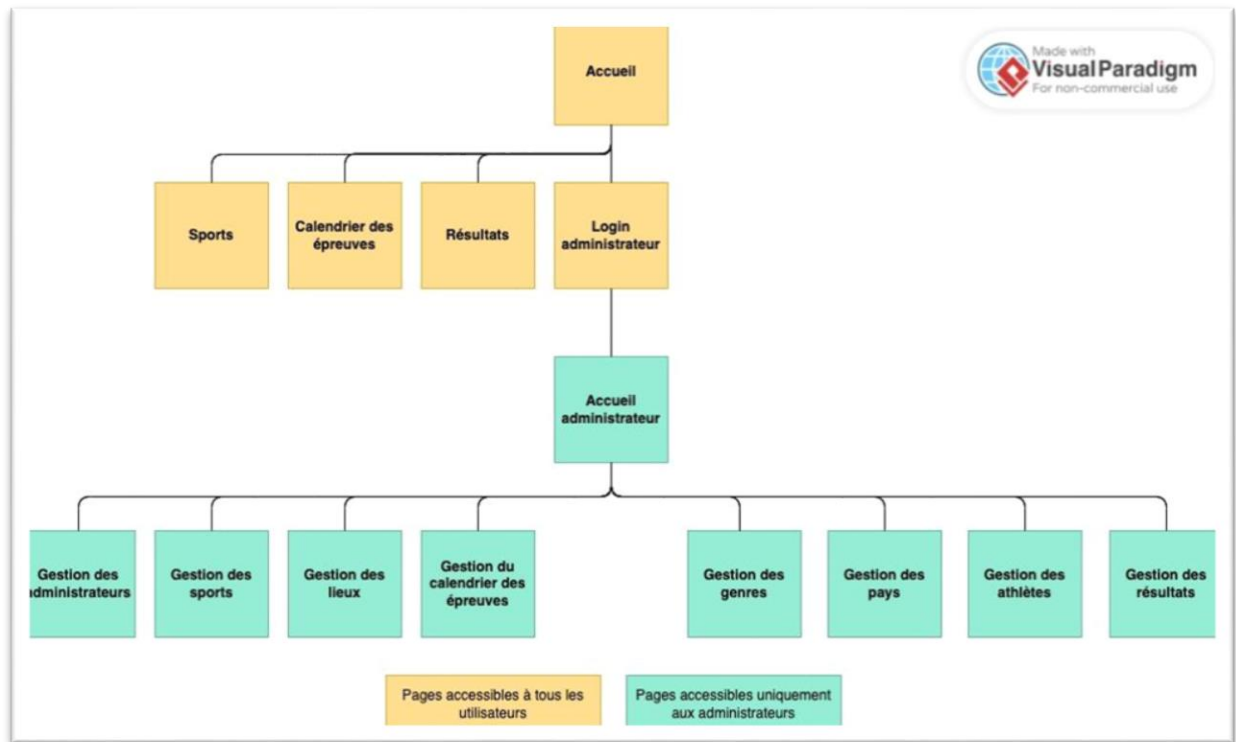 Made with
Visual Paradigm
For non-commercial use
Accueil
Sports
Calendrier des
épreuves
Résultats
Login
administrateur
Accueil
administrateur
Gestion des
administrateurs
Gestion des
sports
Gestion des
lieux
Gestion du
calendrier des
épreuves
Gestion des
genres
Gestion des
pays
Gestion des
athlètes
Gestion des
résultats
Pages accessibles à tous les
utilisateurs
Pages accessibles uniquement
aux administrateurs